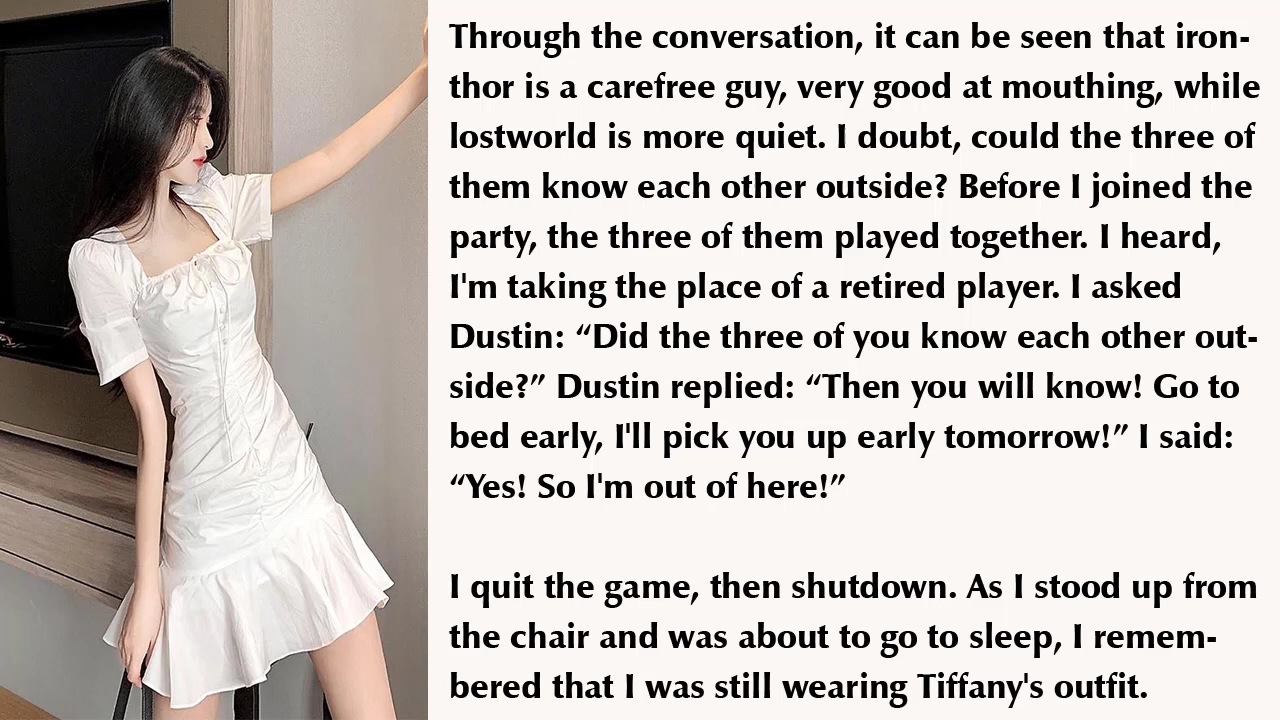 Through the conversation, it can be seen that iron-
thor is a carefree guy, very good at mouthing, while
lostworld is more quiet. I doubt, could the three of
them know each other outside? Before I joined the
party, the three of them played together. I heard,
I'm taking the place of a retired player. I asked
Dustin: “Did the three of you know each other out-
side?” Dustin replied: “Then you will know! Go to
bed early, I'll pick you up early tomorrow!” I said:
“Yes! So I'm out of here!”
I quit the game, then shutdown. As I stood up from
the chair and was about to go to sleep, I remem-
bered that I was still wearing Tiffany's outfit.